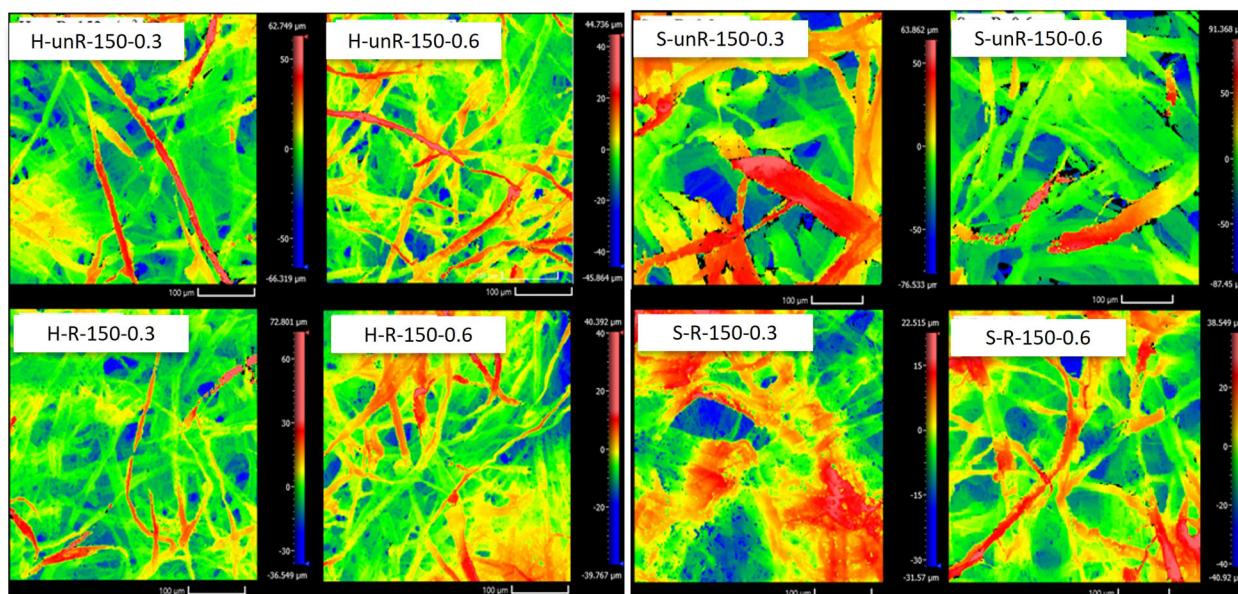 H-unR-150-0.3
62.749 µm
50
0
-50
-66.319 µm
100 µm
H-unR-150-0.6
44.736 µm
40
20
0
-20
-40
-45.864 µm
100 µm
S-unR-150-0.3
63.862 µm
50
0
-50
-76.533 µm
100 µm
S-unR-150-0.6
91.368 µm
50
0
-50
-87.45 µm
100 µm
H-R-150-0.3
72.801 µm
60
30
0
-30
-36.549 µm
100 µm
H-R-150-0.6
40.392 µm
40
20
0
-20
-39.767 µm
100 µm
S-R-150-0.3
22.515 µm
15
0
-15
-30
-31.57 µm
100 µm
S-R-150-0.6
38.549 µm
20
0
-20
-40
-40.92 µm
100 µm